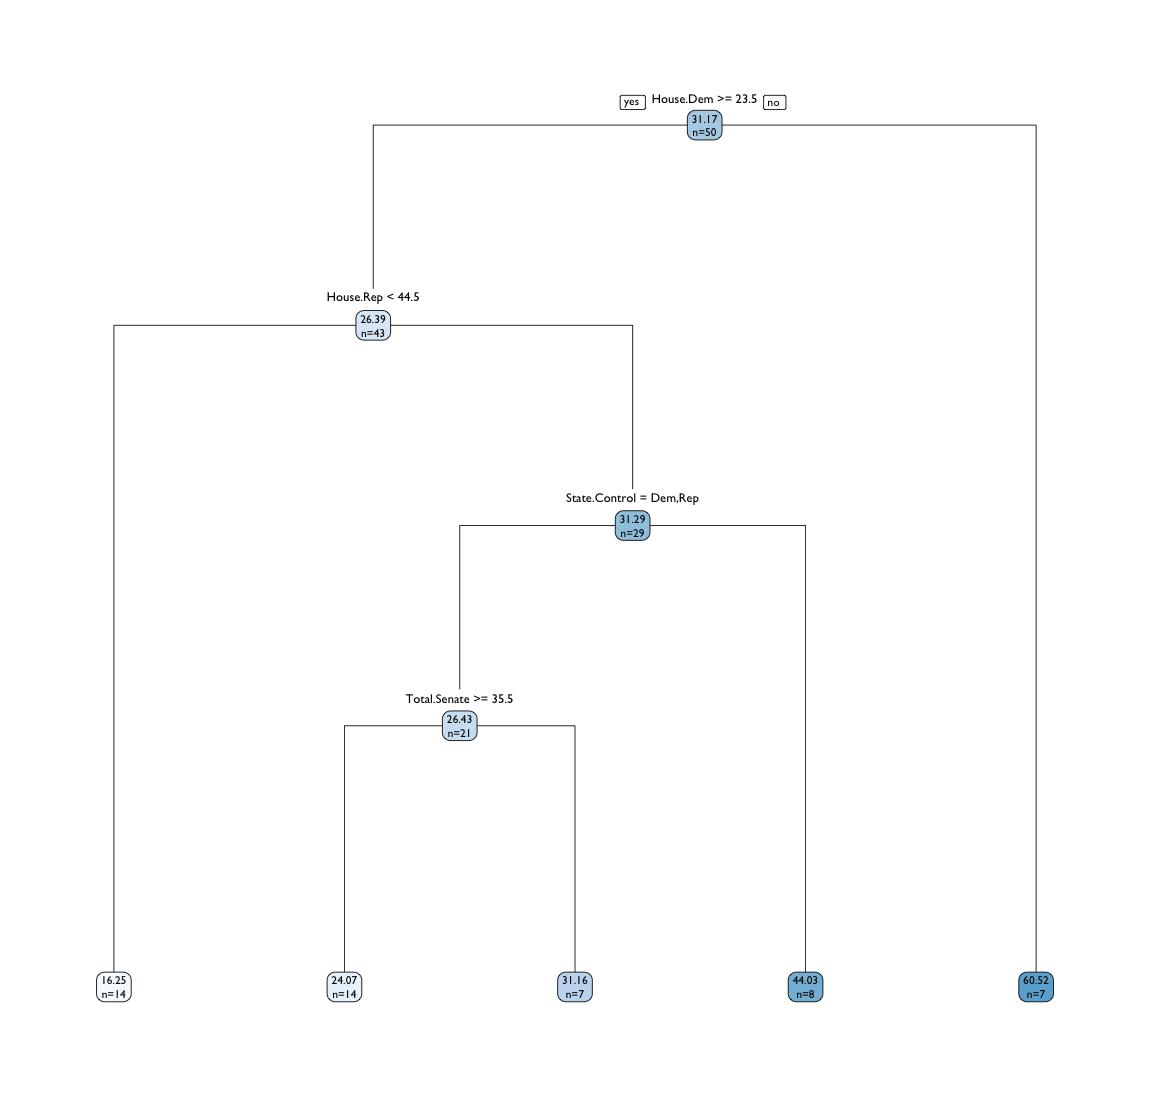 yes House.Dem >= 23.5 no
31.17
n=50
House.Rep < 44.5
26.39
n=43
State.Control = Dem,Rep
31.29
n=29
Total.Senate >= 35.5
26.43
n=21
16.25
n=14
24.07
n=14
31.16
n=7
44.03
n=8
60.52
n=7